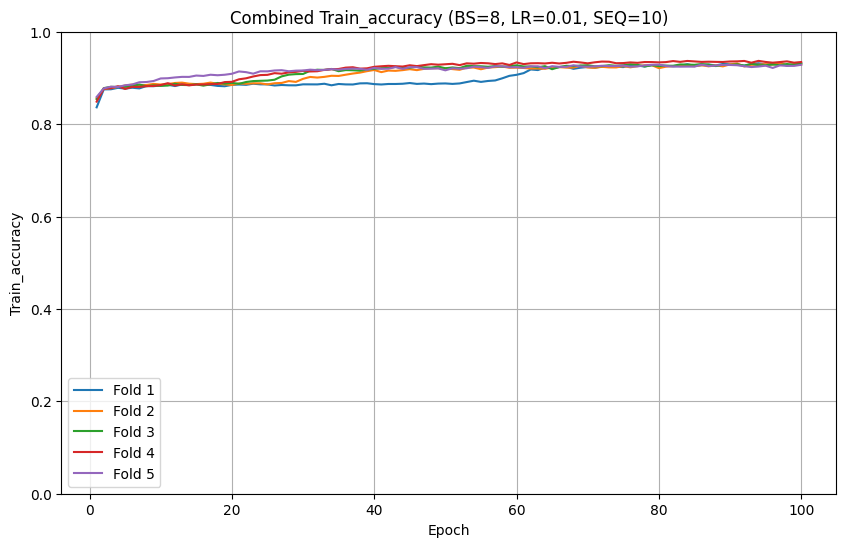 Combined Train_accuracy (BS=8, LR=0.01, SEQ=10)
Train_accuracy
1.0
0.8
0.6
0.4
0.2
0.0
Fold 1
Fold 2
Fold 3
Fold 4
Fold 5
0 20 40 60 80 100
Epoch